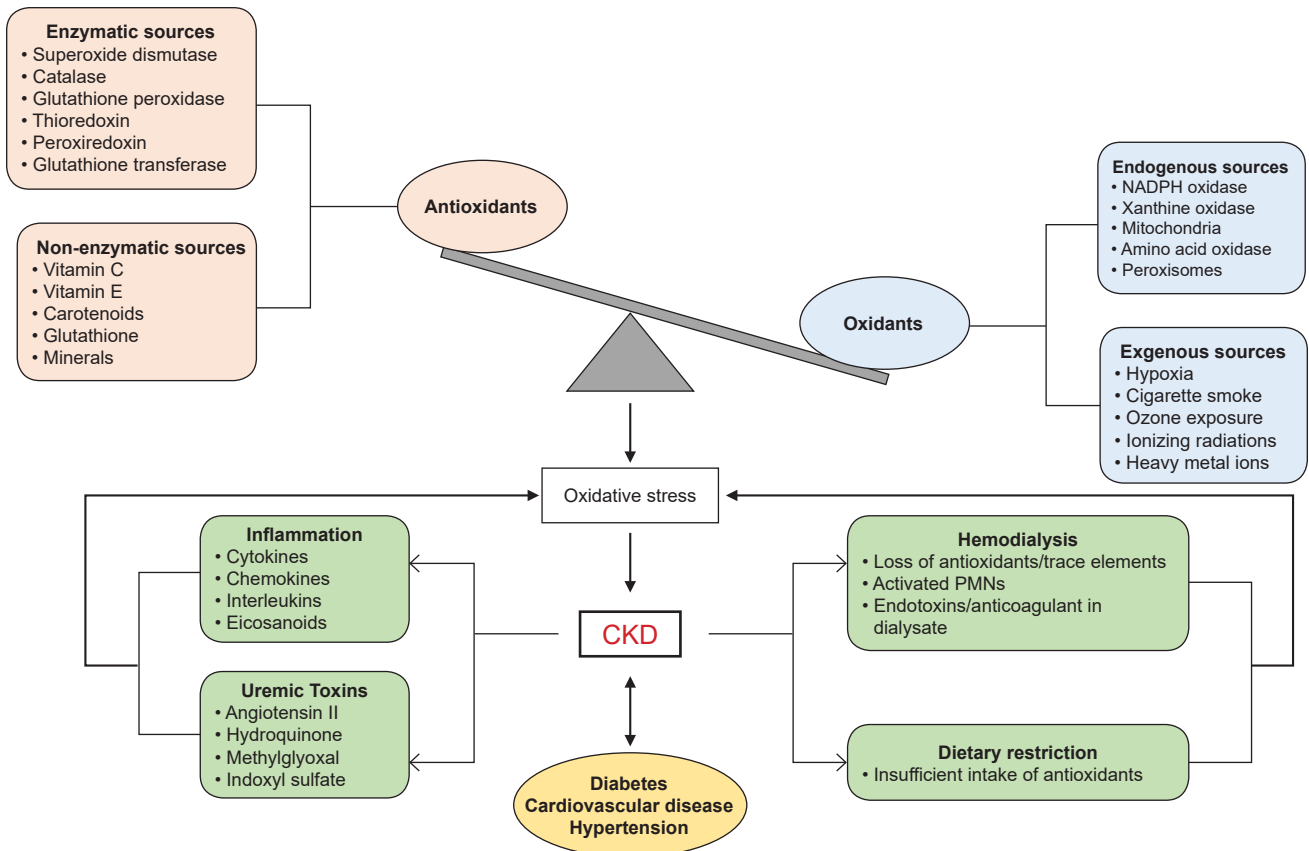 Enzymatic sources
• Superoxide dismutase
• Catalase
• Glutathione peroxidase
• Thioredoxin
• Peroxiredoxin
• Glutathione transferase
Non-enzymatic sources
• Vitamin C
• Vitamin E
• Carotenoids
• Glutathione
• Minerals
Antioxidants
Oxidants
Endogenous sources
• NADPH oxidase
• Xanthine oxidase
• Mitochondria
• Amino acid oxidase
• Peroxisomes
Exgenous sources
• Hypoxia
• Cigarette smoke
• Ozone exposure
• Ionizing radiations
• Heavy metal ions
Oxidative stress
Inflammation
• Cytokines
• Chemokines
• Interleukins
• Eicosanoids
Uremic Toxins
• Angiotensin II
• Hydroquinone
• Methylglyoxal
• Indoxyl sulfate
CKD
Hemodialysis
• Loss of antioxidants/trace elements
• Activated PMNs
• Endotoxins/anticoagulant in
dialysate
Dietary restriction
• Insufficient intake of antioxidants
Diabetes
Cardiovascular disease
Hypertension